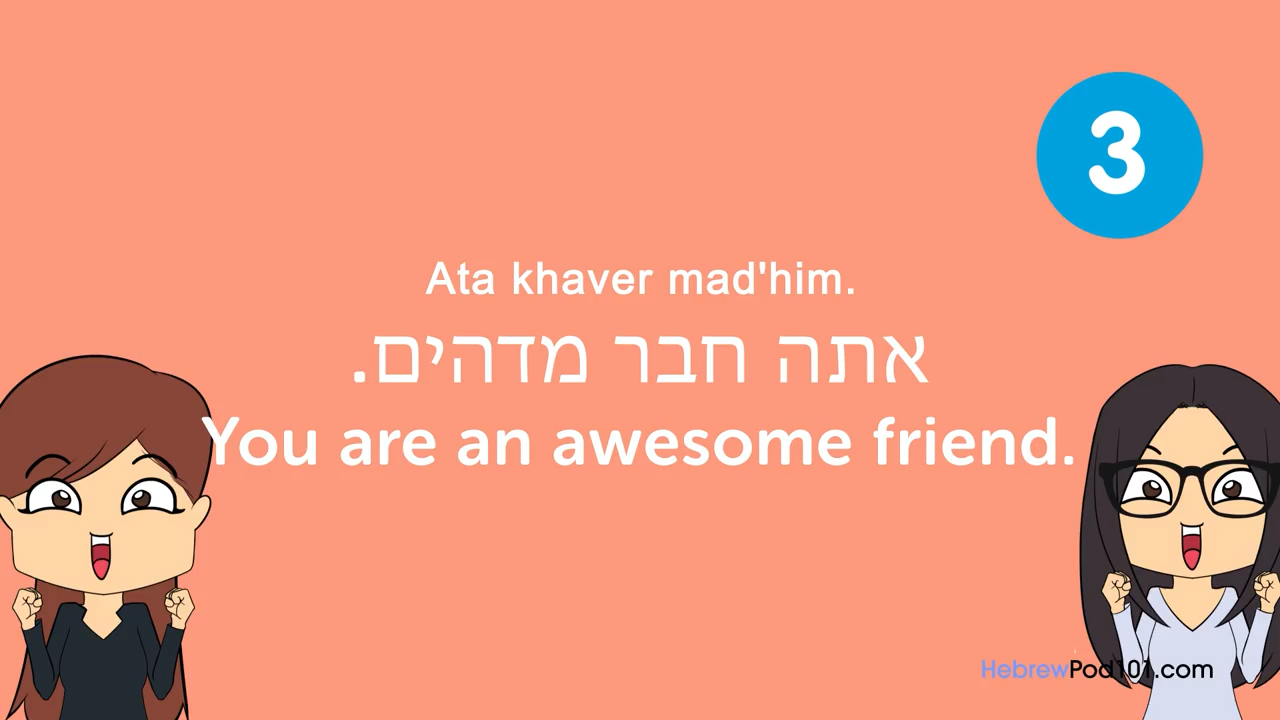 3
Ata khaver mad'him.
אתה חבר מדהים.
You are an awesome friend.
HebrewPod101.com